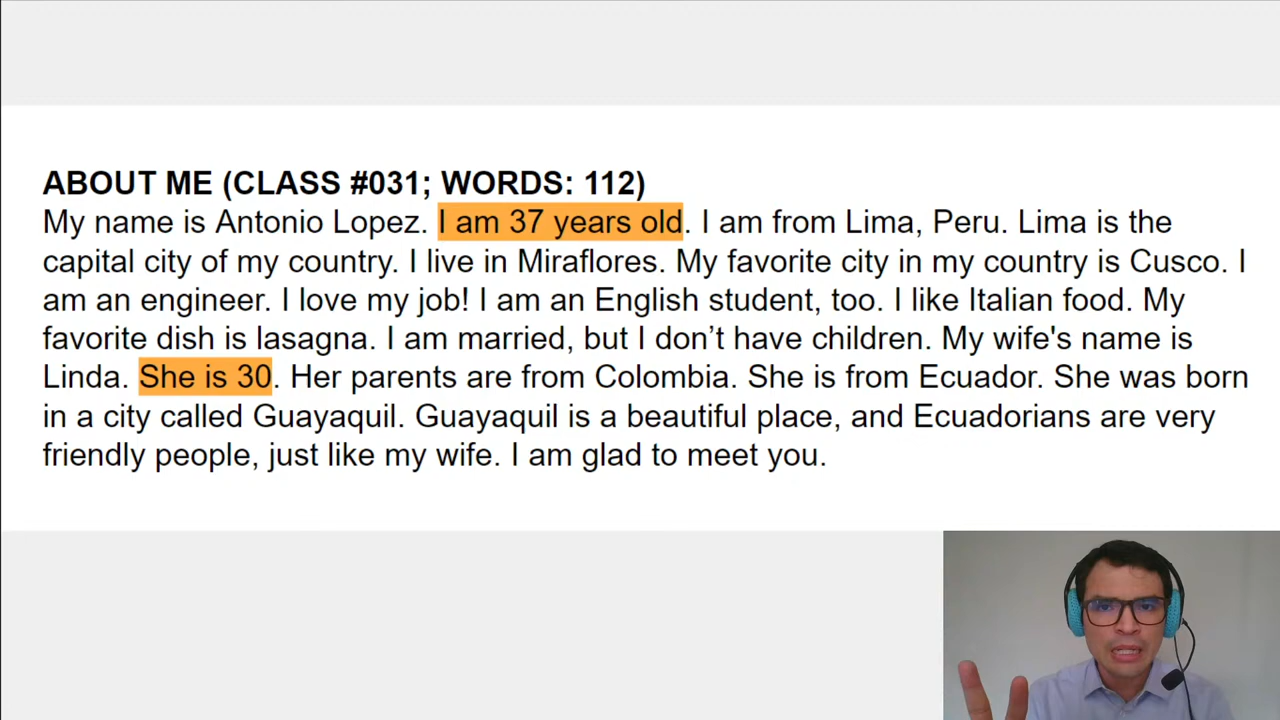 ABOUT ME (CLASS #031; WORDS: 112)
My name is Antonio Lopez. I am 37 years old. I am from Lima, Peru. Lima is the
capital city of my country. I live in Miraflores. My favorite city in my country is Cusco. I
am an engineer. I love my job! I am an English student, too. I like Italian food. My
favorite dish is lasagna. I am married, but I don’t have children. My wife's name is
Linda. She is 30. Her parents are from Colombia. She is from Ecuador. She was born
in a city called Guayaquil. Guayaquil is a beautiful place, and Ecuadorians are very
friendly people, just like my wife. I am glad to meet you.